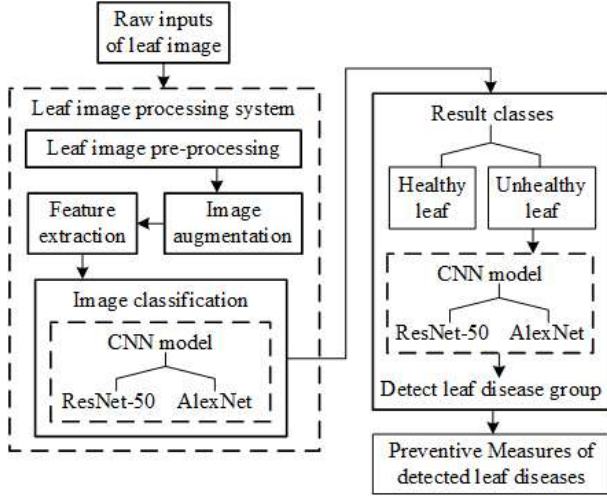 Raw inputs
of leaf image
Leaf image processing system
Leaf image pre-processing
Feature
extraction
Image
augmentation
Image classification
CNN model
ResNet-50 AlexNet
Result classes
Healthy
leaf
Unhealthy
leaf
CNN model
ResNet-50 AlexNet
Detect leaf disease group
Preventive Measures of
detected leaf diseases